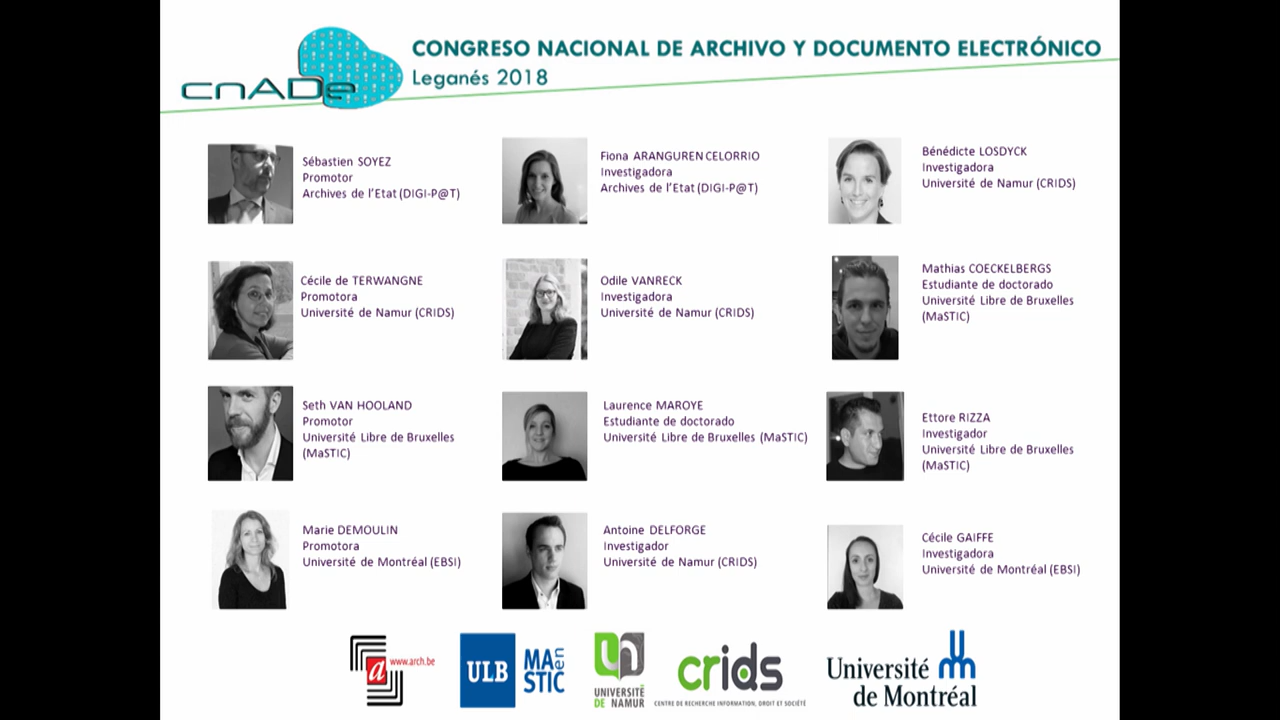 cnADe
CONGRESO NACIONAL DE ARCHIVO Y DOCUMENTO ELECTRÓNICO
Leganés 2018
Sébastien SOYEZ
Promotor
Archives de l’Etat (DIGI-P@T)
Fiona ARANGUREN CELORRIO
Investigadora
Archives de l’Etat (DIGI-P@T)
Bénédicte LOSDYCK
Investigadora
Université de Namur (CRIDS)
Cécile de TERWANGNE
Promotora
Université de Namur (CRIDS)
Odile VANRECK
Investigadora
Université de Namur (CRIDS)
Mathias COECKELBERGS
Estudiante de doctorado
Université Libre de Bruxelles
(MaSTIC)
Seth VAN HOOLAND
Promotor
Université Libre de Bruxelles
(MaSTIC)
Laurence MAROYE
Estudiante de doctorado
Université Libre de Bruxelles (MaSTIC)
Ettore RIZZA
Investigador
Université Libre de Bruxelles
(MaSTIC)
Marie DEMOULIN
Promotora
Université de Montréal (EBSI)
Antoine DELFORGE
Investigador
Université de Namur (CRIDS)
Cécile GAIFFE
Investigadora
Université de Montréal (EBSI)
a
www.arch.be
ULB
MA en
STIC
UNIVERSITÉ
DE NAMUR
crids
CENTRE DE RECHERCHE INFORMATION, DROIT ET SOCIÉTÉ
Université
de Montréal